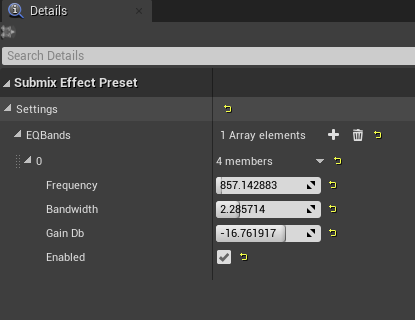 Details
Search Details
Submix Effect Preset
Settings
EQBands 1 Array elements
0 4 members
Frequency 857.142883
Bandwidth 2.285714
Gain Db -16.761917
Enabled